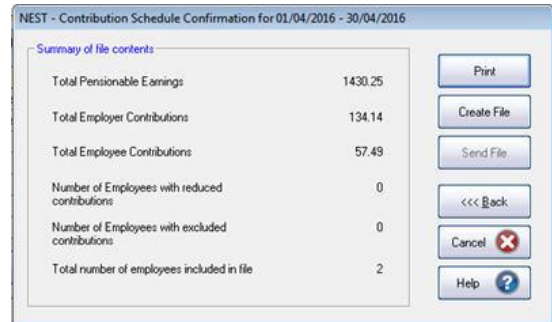 NEST - Contribution Schedule Confirmation for 01/04/2016 - 30/04/2016
Summary of file contents
Total Pensionable Earnings 1430.25
Total Employer Contributions 134.14
Total Employee Contributions 57.49
Number of Employees with reduced 0
contributions
Number of Employees with excluded 0
contributions
Total number of employees included in file 2
Print
Create File
Send File
<<< Back
Cancel
Help